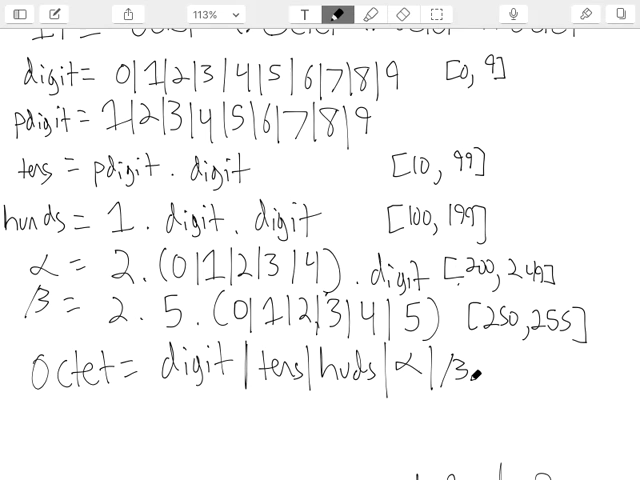 113%
T
digit = 0|1|2|3|4|5|6|7|8|9 [0, 9]
pdigit = 1|2|3|4|5|6|7|8|9
tens = pdigit . digit [10, 99]
hunds = 1 . digit . digit [100, 199]
α = 2 . (0|1|2|3|4) . digit [200, 249]
β = 2 . 5 . (0|1|2|3|4|5) [250, 255]
Octet = digit | tens | hunds | α | β